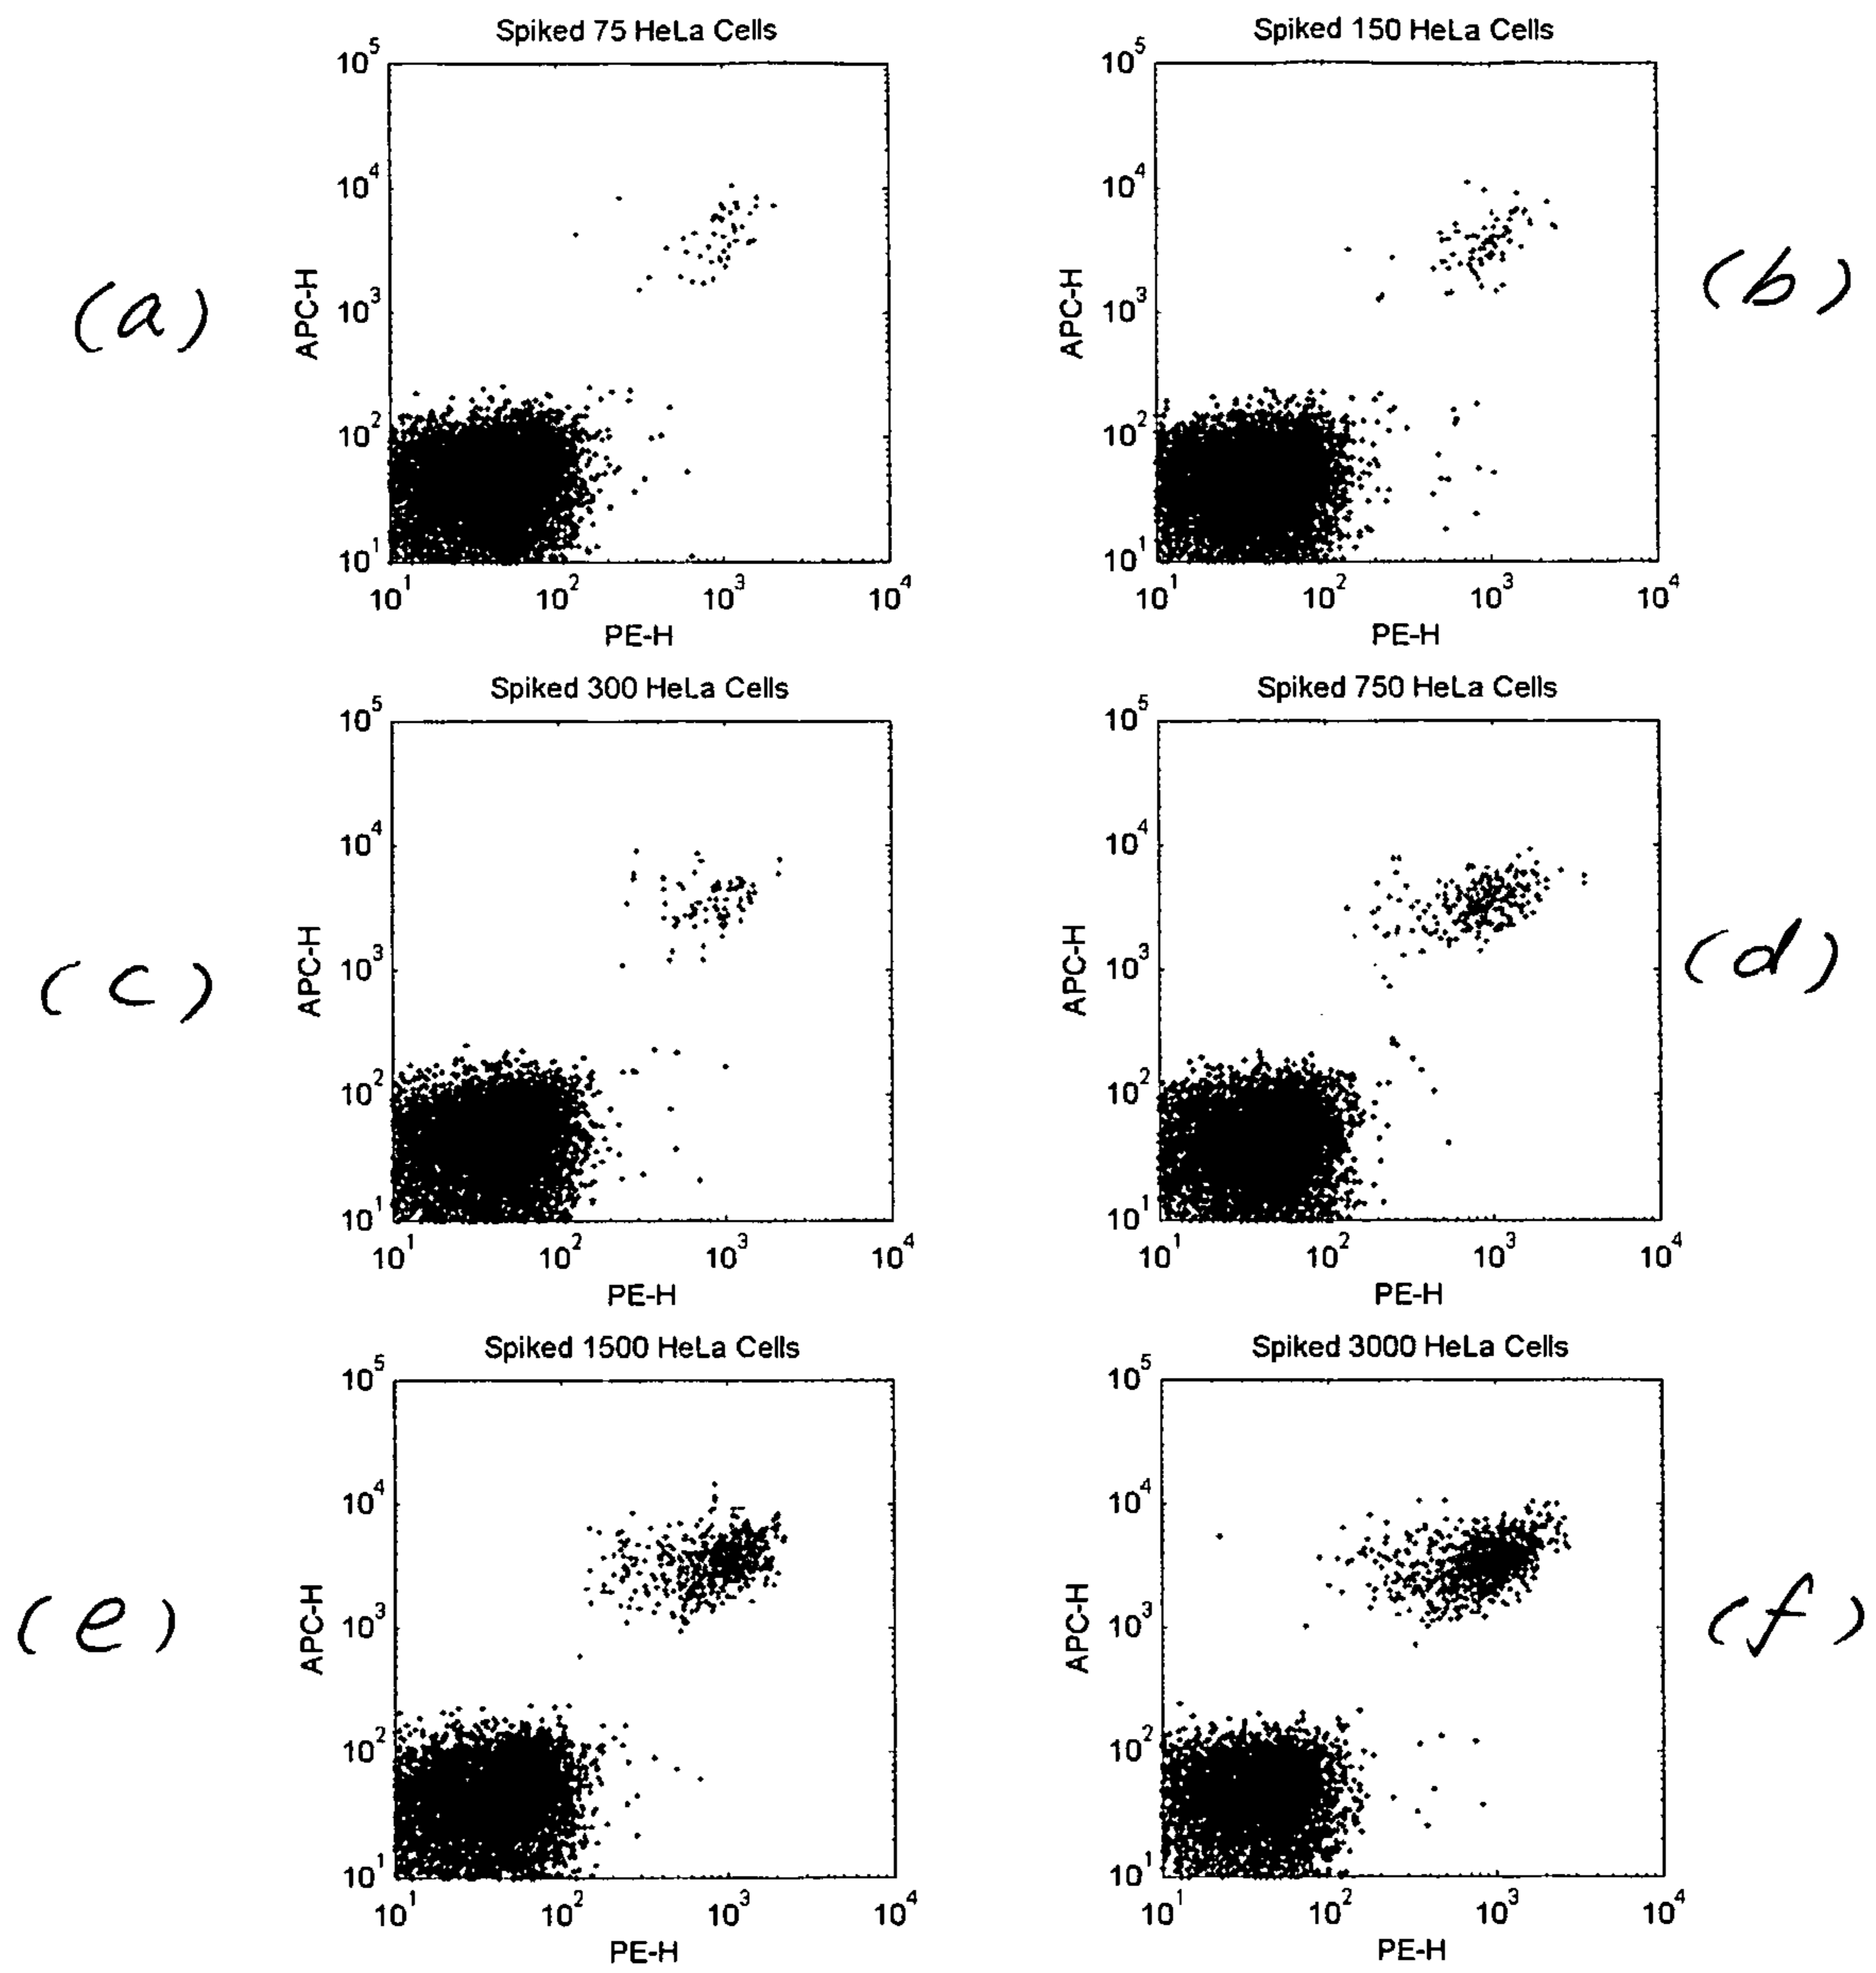 Spiked 75 HeLa Cells
10^5
10^4
10^3
10^2
10^1
APC-H
10^1 10^2 10^3 10^4
PE-H
(a)
Spiked 150 HeLa Cells
10^5
10^4
10^3
10^2
10^1
APC-H
10^1 10^2 10^3 10^4
PE-H
(b)
Spiked 300 HeLa Cells
10^5
10^4
10^3
10^2
10^1
APC-H
10^1 10^2 10^3 10^4
PE-H
(c)
Spiked 750 HeLa Cells
10^5
10^4
10^3
10^2
10^1
APC-H
10^1 10^2 10^3 10^4
PE-H
(d)
Spiked 1500 HeLa Cells
10^5
10^4
10^3
10^2
10^1
APC-H
10^1 10^2 10^3 10^4
PE-H
(e)
Spiked 3000 HeLa Cells
10^5
10^4
10^3
10^2
10^1
APC-H
10^1 10^2 10^3 10^4
PE-H
(f)